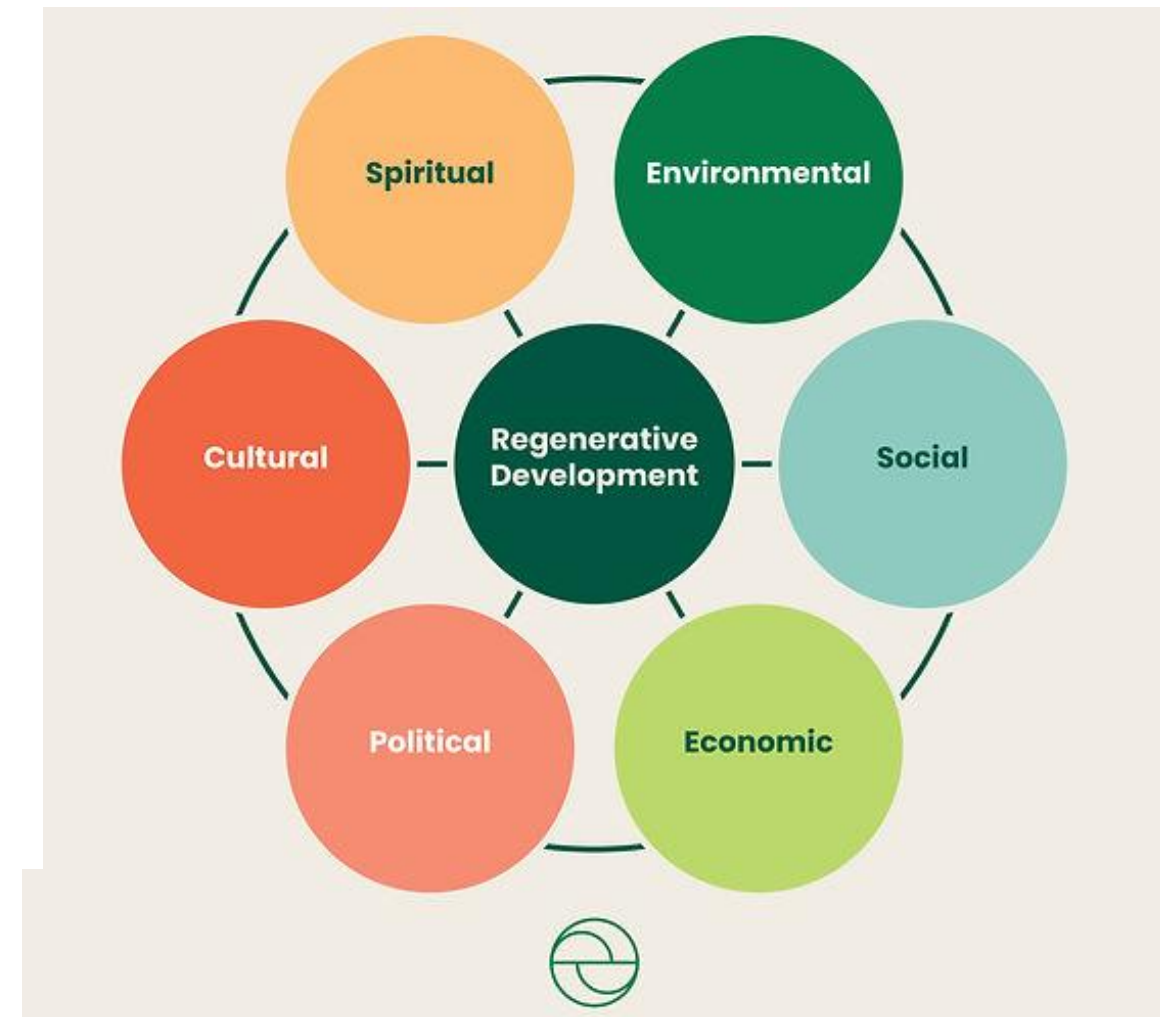 Spiritual
Environmental
Cultural
Regenerative
Development
Social
Political
Economic